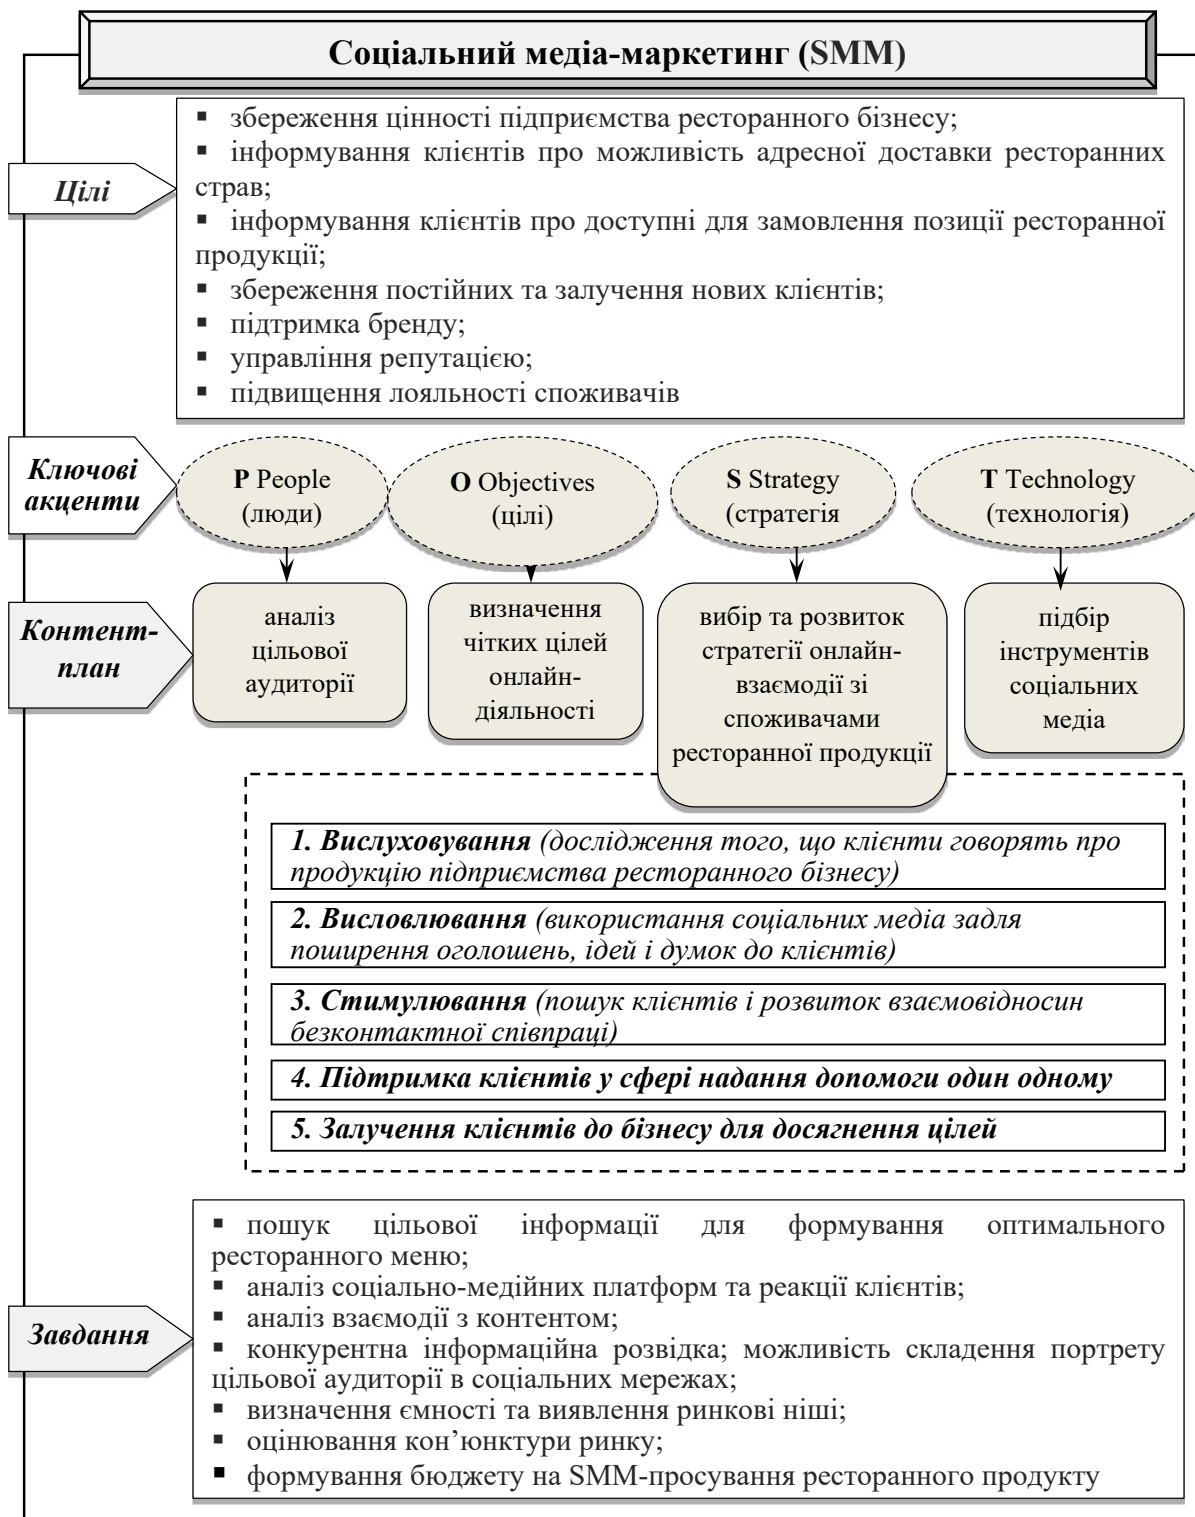 Соціальний медіа-маркетинг (SMM)
Цілі
▪ збереження цінності підприємства ресторанного бізнесу;
▪ інформування клієнтів про можливість адресної доставки ресторанних
страв;
▪ інформування клієнтів про доступні для замовлення позиції ресторанної
продукції;
▪ збереження постійних та залучення нових клієнтів;
▪ підтримка бренду;
▪ управління репутацією;
▪ підвищення лояльності споживачів
Ключові
акценти
P People
(люди)
O Objectives
(цілі)
S Strategy
(стратегія
T Technology
(технологія)
Контент-
план
аналіз
цільової
аудиторії
визначення
чітких цілей
онлайн-
діяльності
вибір та розвиток
стратегії онлайн-
взаємодії зі
споживачами
ресторанної продукції
підбір
інструментів
соціальних
медіа
1. Вислуховування (дослідження того, що клієнти говорять про
продукцію підприємства ресторанного бізнесу)
2. Висловлювання (використання соціальних медіа задля
поширення оголошень, ідей і думок до клієнтів)
3. Стимулювання (пошук клієнтів і розвиток взаємовідносин
безконтактної співпраці)
4. Підтримка клієнтів у сфері надання допомоги один одному
5. Залучення клієнтів до бізнесу для досягнення цілей
Завдання
▪ пошук цільової інформації для формування оптимального
ресторанного меню;
▪ аналіз соціально-медійних платформ та реакції клієнтів;
▪ аналіз взаємодії з контентом;
▪ конкурентна інформаційна розвідка; можливість складення портрету
цільової аудиторії в соціальних мережах;
▪ визначення ємності та виявлення ринкові ніші;
▪ оцінювання кон’юнктури ринку;
▪ формування бюджету на SMM-просування ресторанного продукту